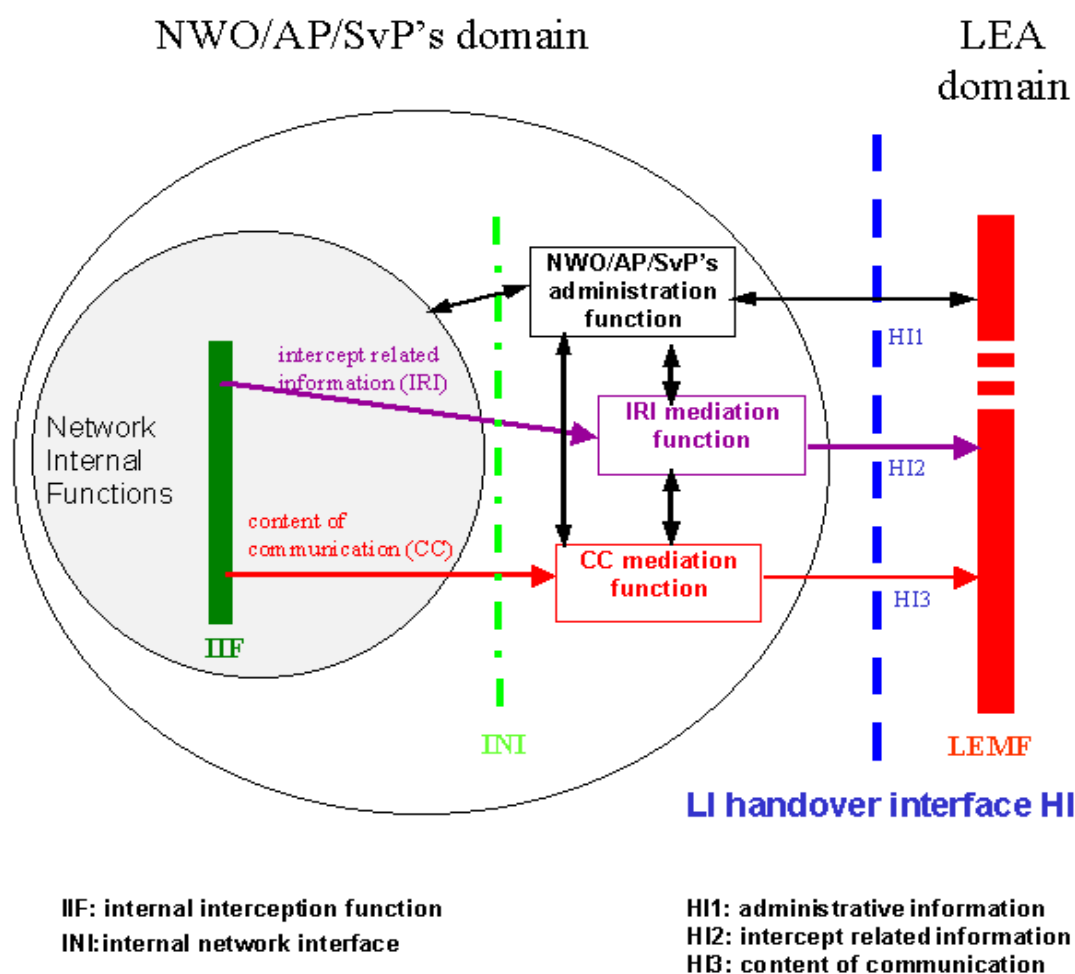 NWO/AP/SvP's domain
LEA
domain
NWO/AP/SvP's
administration
function
HI1
intercept related
information (IRI)
IRI mediation
function
Network
Internal
Functions
HI2
content of
communication (CC)
CC mediation
function
HI3
IIF
INI
LEMF
LI handover interface HI
IIF: internal interception function
INI:internal network interface
HI1: administrative information
HI2: intercept related information
HI3: content of communication